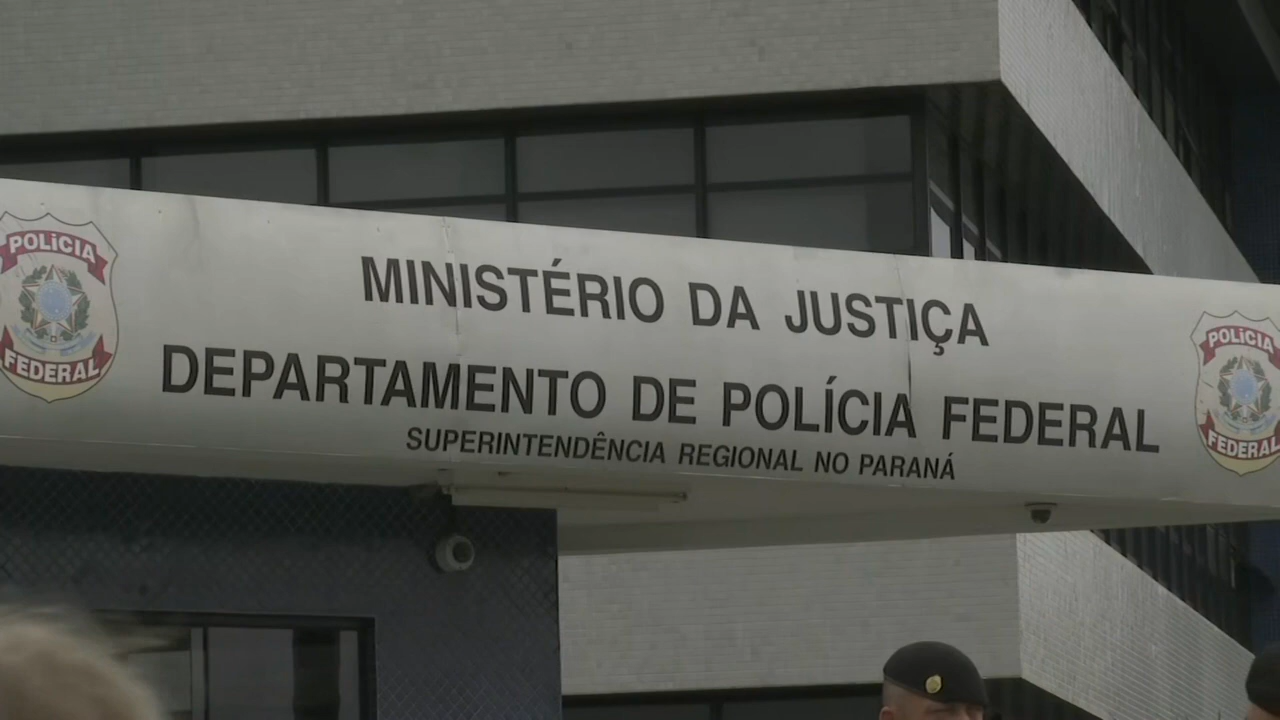 POLÍCIA
FEDERAL
MINISTÉRIO DA JUSTIÇA
DEPARTAMENTO DE POLÍCIA FEDERAL
SUPERINTENDÊNCIA REGIONAL NO PARANÁ
POLÍCIA
FEDERAL